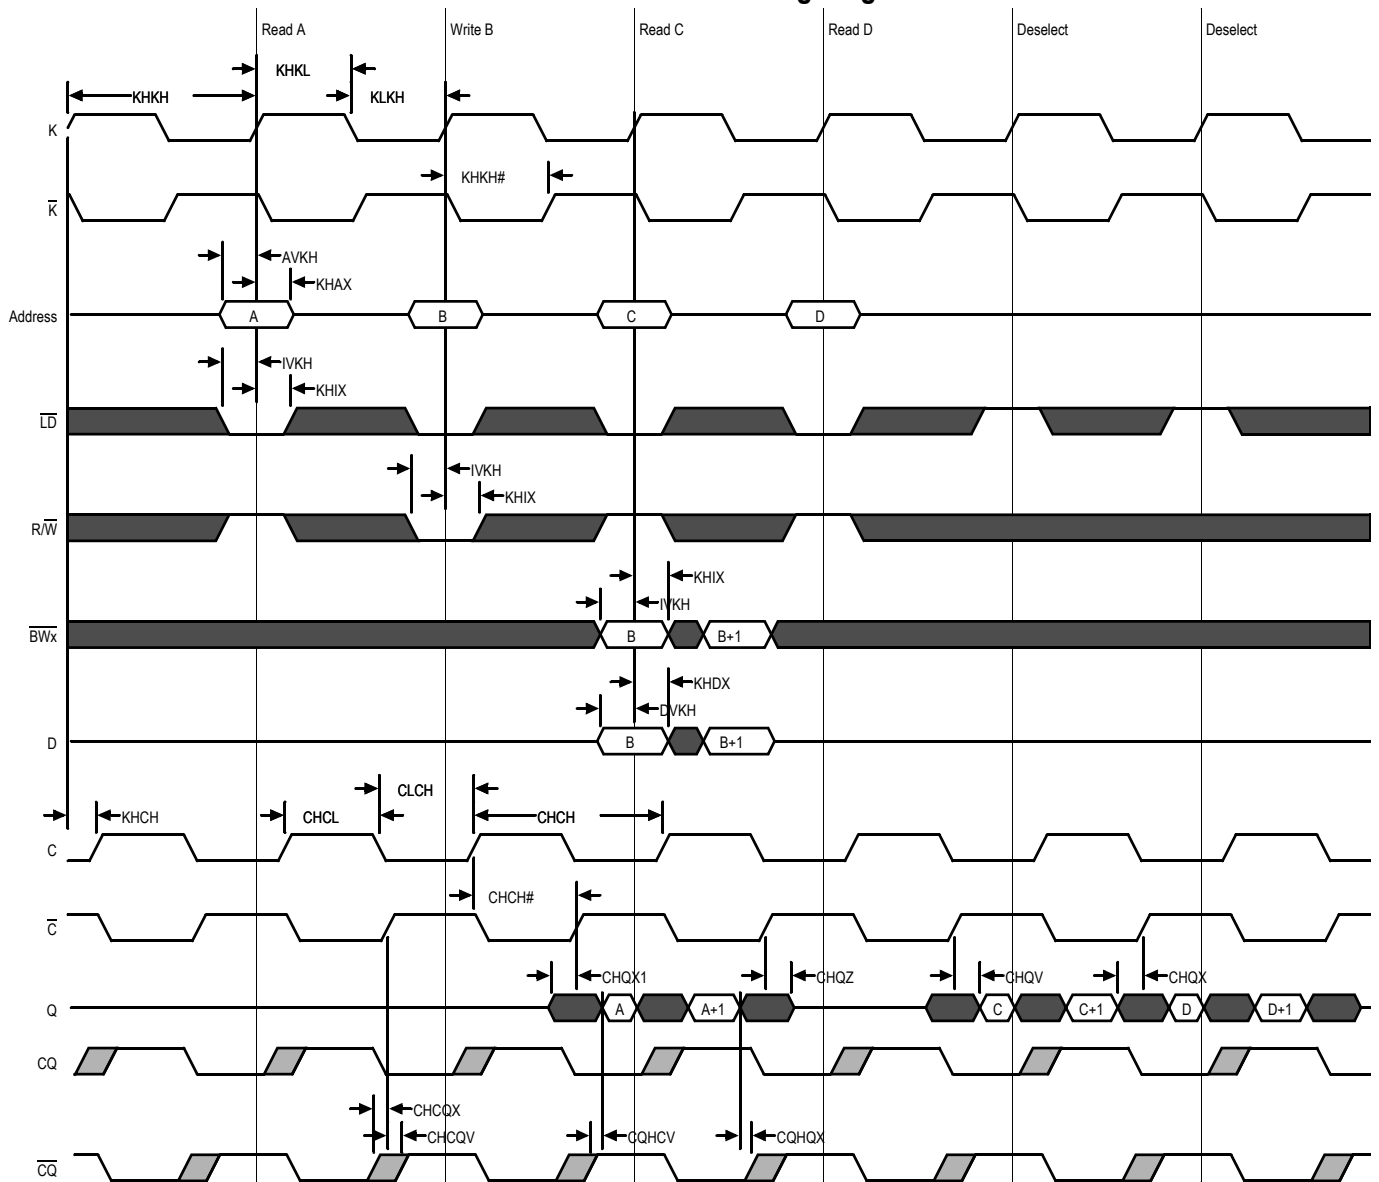 Read A Write B Read C Read D Deselect Deselect
KHKL
KHKH KLKH
K
KHKH#
K
AVKH
KHAX
Address A B C D
IVKH
KHIX
LD
IVKH
KHIX
R/W
KHIX
IVKH
BWx B B+1
KHDX
DVKH
D B B+1
CLCH
KHCH CHCL CHCH
C
CHCH#
C
CHQX1 CHQZ CHQV CHQX
Q A A+1 C C+1 D D+1
CQ
CHCQX
CHCQV CQHCV CQHQX
CQ